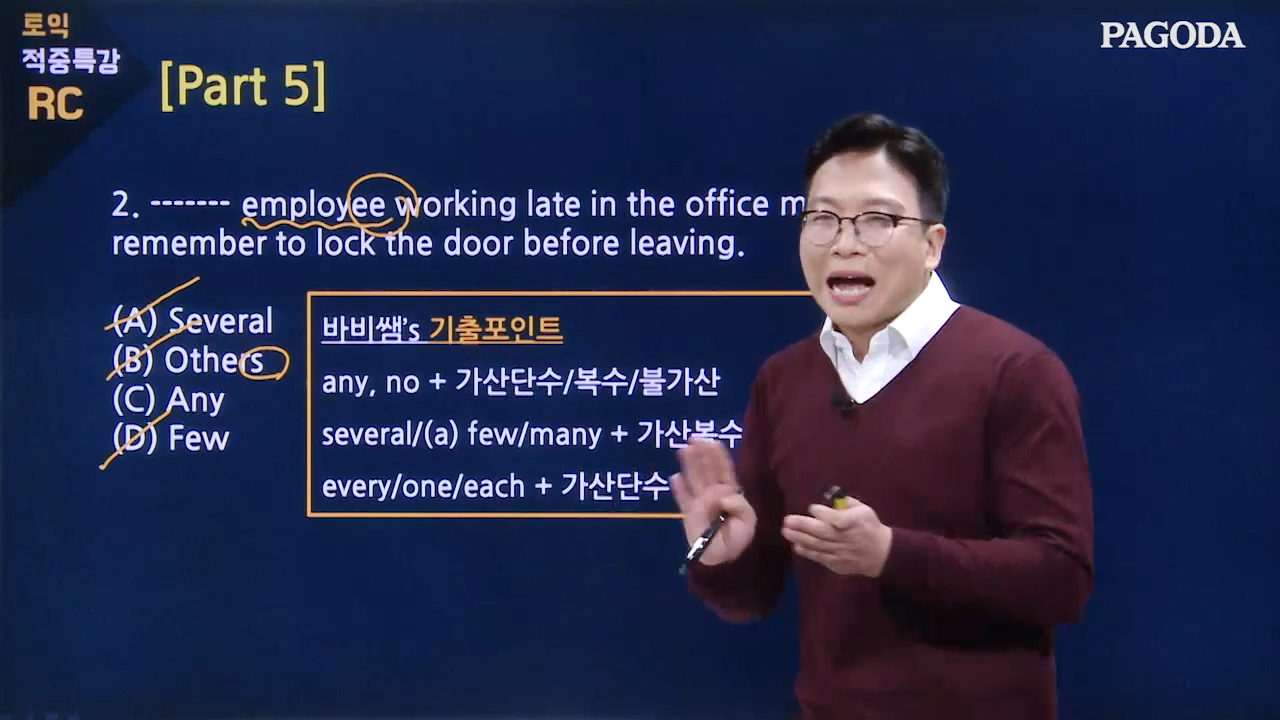 토익
적중특강
RC
PAGODA
[Part 5]
2. ------- employee working late in the office
remember to lock the door before leaving.
(A) Several
(B) Others
(C) Any
(D) Few
바비쌤's 기출포인트
any, no + 가산단수/복수/불가산
several/(a) few/many + 가산복수
every/one/each + 가산단수